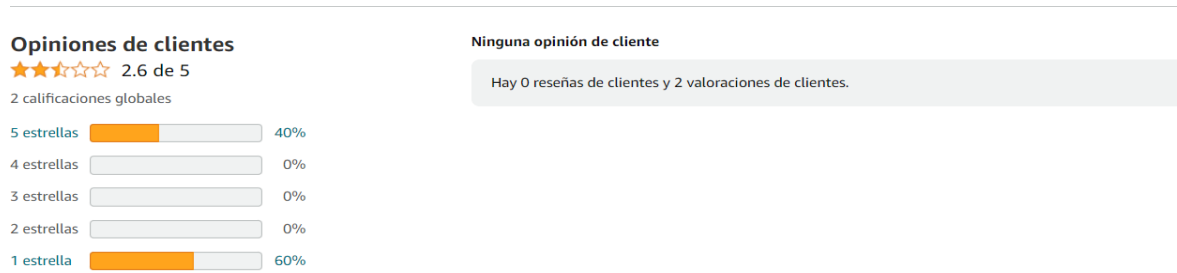 Opiniones de clientes
2.6 de 5
2 calificaciones globales
5 estrellas 40%
4 estrellas 0%
3 estrellas 0%
2 estrellas 0%
1 estrella 60%
Ninguna opinión de cliente
Hay 0 reseñas de clientes y 2 valoraciones de clientes.